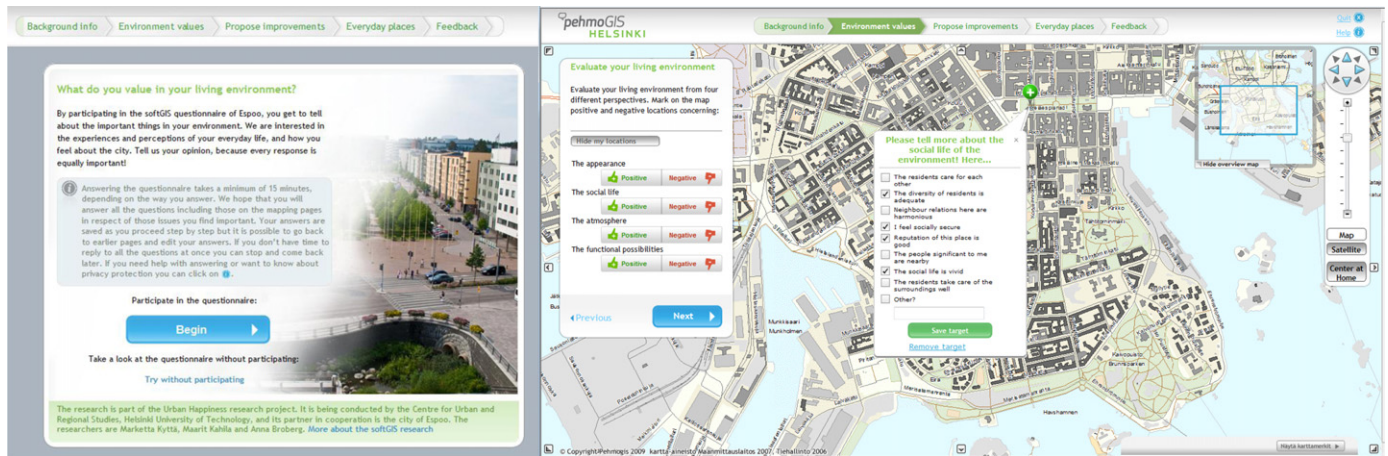 Background info
Environment values
Propose improvements
Everyday places
Feedback
What do you value in your living environment?
By participating in the softGIS questionnaire of Espoo, you get to tell
about the important things in your environment. We are interested in
the experiences and perceptions of your everyday life, and how you
feel about the city. Tell us your opinion, because every response is
equally important!
Answering the questionnaire takes a minimum of 15 minutes,
depending on the way you answer. We hope that you will
answer all the questions including those on the mapping pages
in respect of those issues you find important. Your answers are
saved as you proceed step by step but it is possible to go back
to earlier pages and edit your answers. If you don't have time to
reply to all the questions at once you can stop and come back
later. If you need help with answering or want to know about
privacy protection you can click on
Participate in the questionnaire:
Begin
Take a look at the questionnaire without participating:
Try without participating
The research is part of the Urban Happiness research project. It is being conducted by the Centre for Urban and
Regional Studies, Helsinki University of Technology, and its partner in cooperation is the city of Espoo. The
researchers are Marketta Kyttä, Maarit Kahila and Anna Broberg. More about the softGIS research
pehmoGIS
HELSINKI
Background info
Environment values
Propose improvements
Everyday places
Feedback
Quit
Help
Evaluate your living environment
Evaluate your living environment from four
different perspectives. Mark on the map
positive and negative locations concerning:
Hide my locations
The appearance
Positive Negative
The social life
Positive Negative
The atmosphere
Positive Negative
The functional possibilities
Positive Negative
Previous
Next
Please tell more about the
social life of the
environment! Here...
The residents care for each
other
The diversity of residents is
adequate
Neighbour relations here are
harmonious
I feel socially secure
Reputation of this place is
good
The people significant to me
are nearby
The social life is vivid
The residents take care of the
surroundings well
Other?
Save target
Remove target
Hide overview map
Map
Satellite
Center at
Home
Munkkisaari
Munkholmen
Eira
Kaivopuisto
Brunnsparken
Havshamnen
© Copyright Pehmogis 2009 kartta-aineisto Maanmittauslaitos 2007, Tiehallinto 2006
Näytä karttamerkit